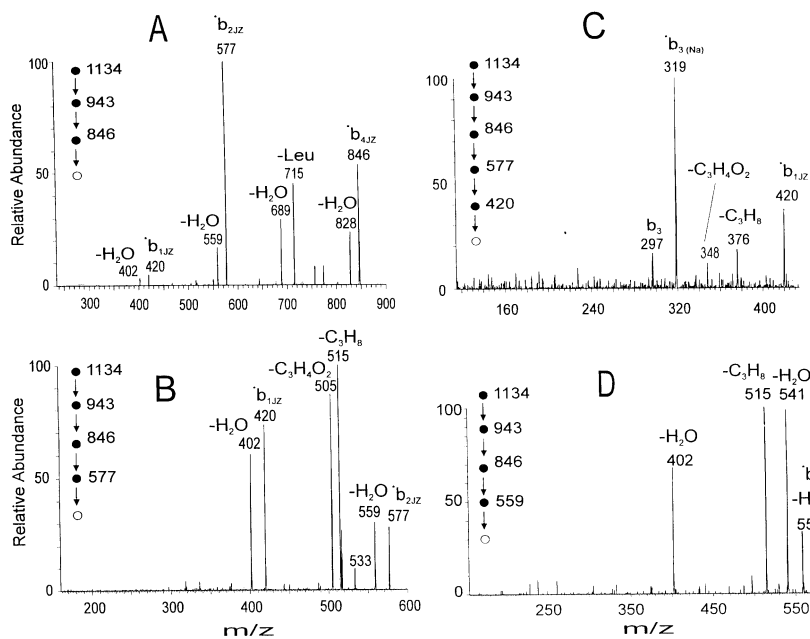 A
Relative Abundance
100
50
0
1134
943
846
-H₂O
402
*b1JZ
420
-H₂O
559
*b2JZ
577
-H₂O
689
-Leu
715
-H₂O
828
*b4JZ
846
300
400
500
600
700
800
900
C
100
50
0
1134
943
846
577
420
b₃
297
*b3 (Na)
319
-C₃H₄O₂
348
-C₃H₈
376
*b1JZ
420
160
240
320
400
B
Relative Abundance
100
50
0
1134
943
846
577
-H₂O
402
*b1JZ
420
-C₃H₄O₂
505
-C₃H₈
515
533
-H₂O
559
*b2JZ
577
200
300
400
500
600
m/z
D
100
50
0
1134
943
846
559
-H₂O
402
-C₃H₈
515
-H₂O
541
250
350
450
550
m/z